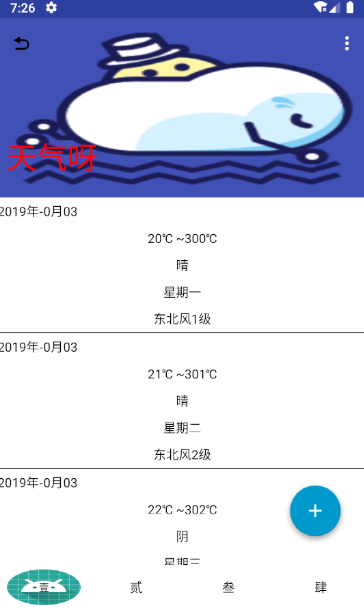 7:26
天气呀
2019年-0月03
20℃ ~300℃
晴
星期一
东北风1级
2019年-0月03
21℃ ~301℃
晴
星期二
东北风2级
2019年-0月03
22℃ ~302℃
阴
星期三
+
壹 贰 叁 肆